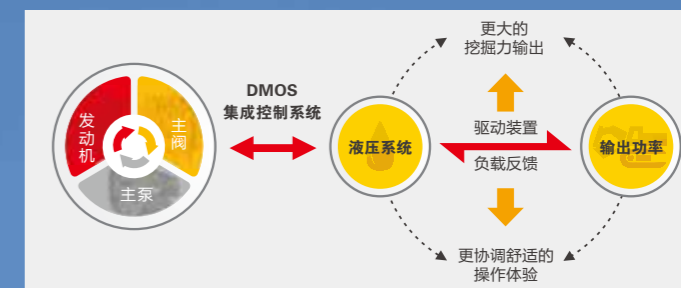 发动机
主阀
主泵
DMOS
集成控制系统
液压系统
更大的
挖掘力输出
驱动装置
负载反馈
更协调舒适的
操作体验
输出功率